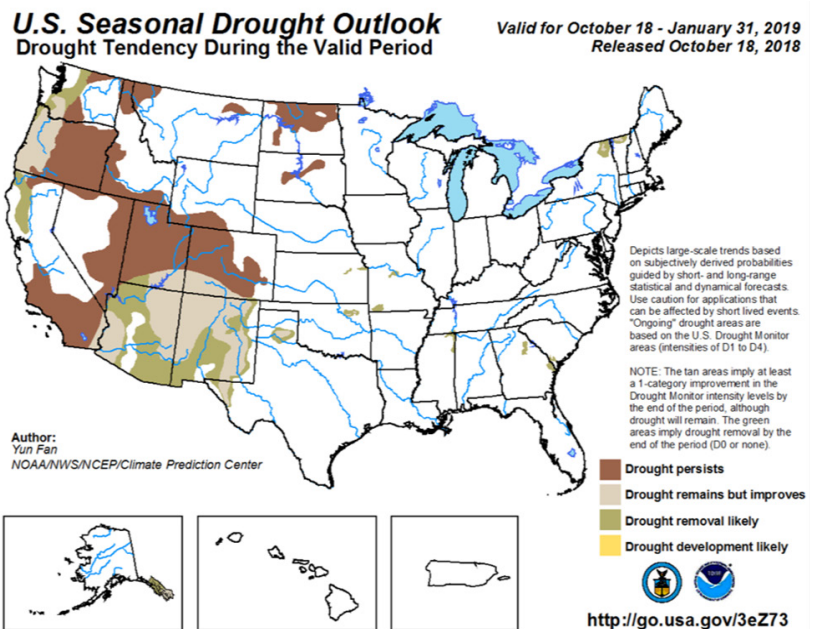 U.S. Seasonal Drought Outlook
Drought Tendency During the Valid Period
Valid for October 18 - January 31, 2019
Released October 18, 2018
Depicts large-scale trends based
on subjectively derived probabilities
guided by short- and long-range
statistical and dynamical forecasts.
Use caution for applications that
can be affected by short lived events.
"Ongoing" drought areas are
based on the U.S. Drought Monitor
areas (intensities of D1 to D4).
NOTE: The tan areas imply at least
a 1-category improvement in the
Drought Monitor intensity levels by
the end of the period, although
drought will remain. The green
areas imply drought removal by the
end of the period (D0 or none).
Author:
Yun Fan
NOAA/NWS/NCEP/Climate Prediction Center
Drought persists
Drought remains but improves
Drought removal likely
Drought development likely
http://go.usa.gov/3eZ73